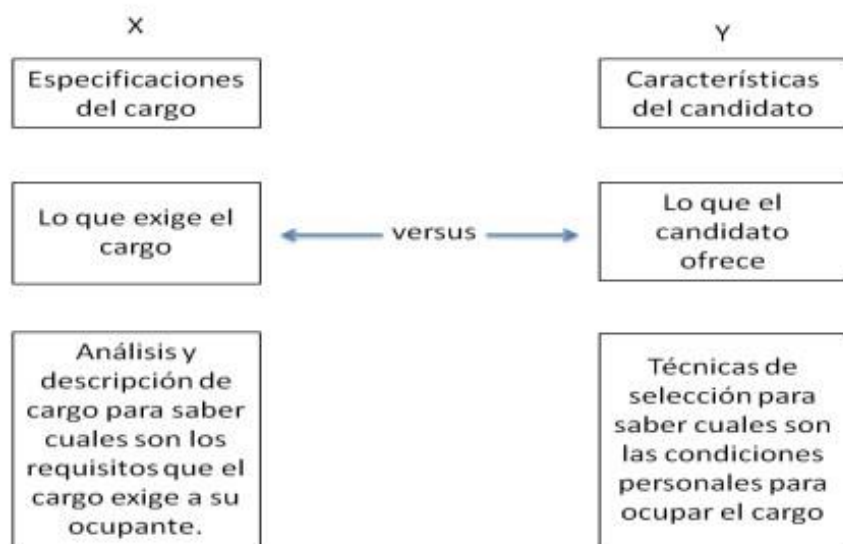 X
Especificaciones
del cargo
Lo que exige el
cargo
Análisis y
descripción de
cargo para saber
cuales son los
requisitos que el
cargo exige a su
ocupante.
versus
Y
Características
del candidato
Lo que el
candidato
ofrece
Técnicas de
selección para
saber cuales son
las condiciones
personales para
ocupar el cargo